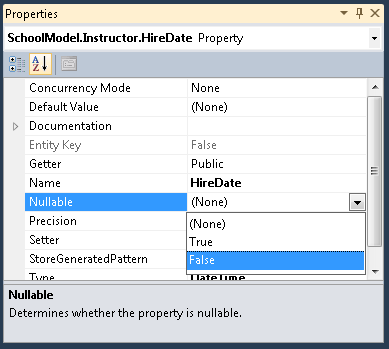 Properties
SchoolModel.Instructor.HireDate Property
Concurrency Mode None
Default Value (None)
Documentation
Entity Key False
Getter Public
Name HireDate
Nullable (None)
(None)
Precision
True
Setter
False
StoreGeneratedPattern
Type DateTime
Nullable
Determines whether the property is nullable.